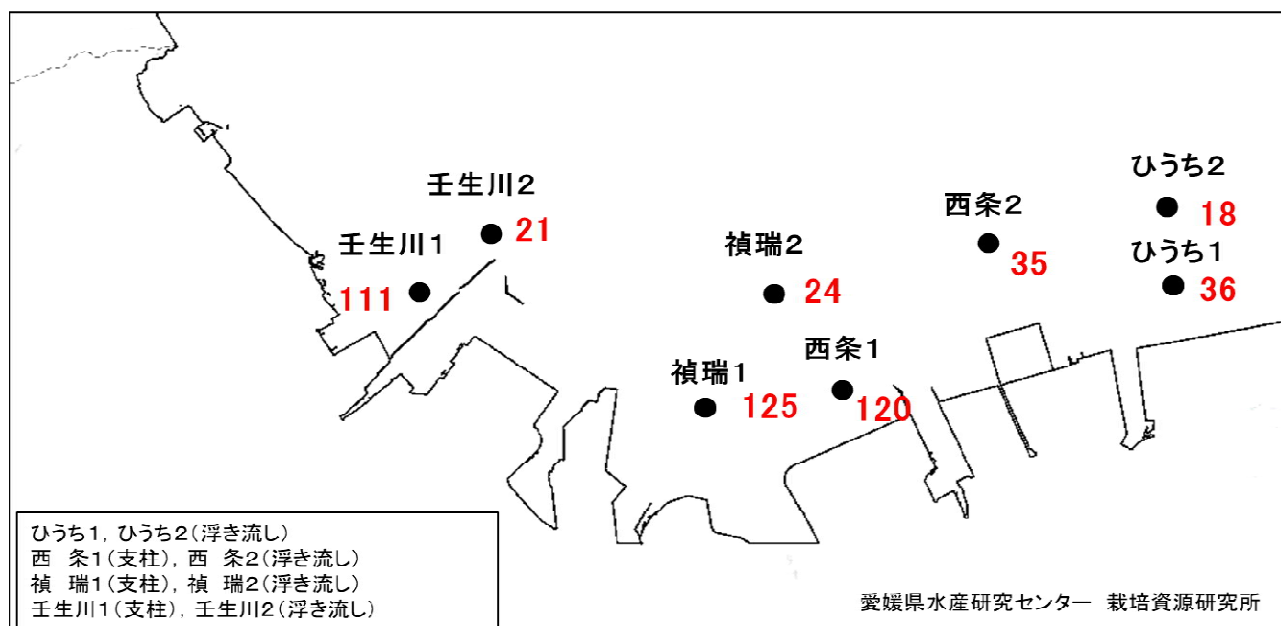 ひうち2
18
壬生川2
21
西条2
35
壬生川1
111
禎瑞2
24
ひうち1
36
禎瑞1
125
西条1
120
ひうち1, ひうち2(浮き流し)
西 条1(支柱), 西 条2(浮き流し)
禎 瑞1(支柱), 禎 瑞2(浮き流し)
壬生川1(支柱), 壬生川2(浮き流し)
愛媛県水産研究センター 栽培資源研究所